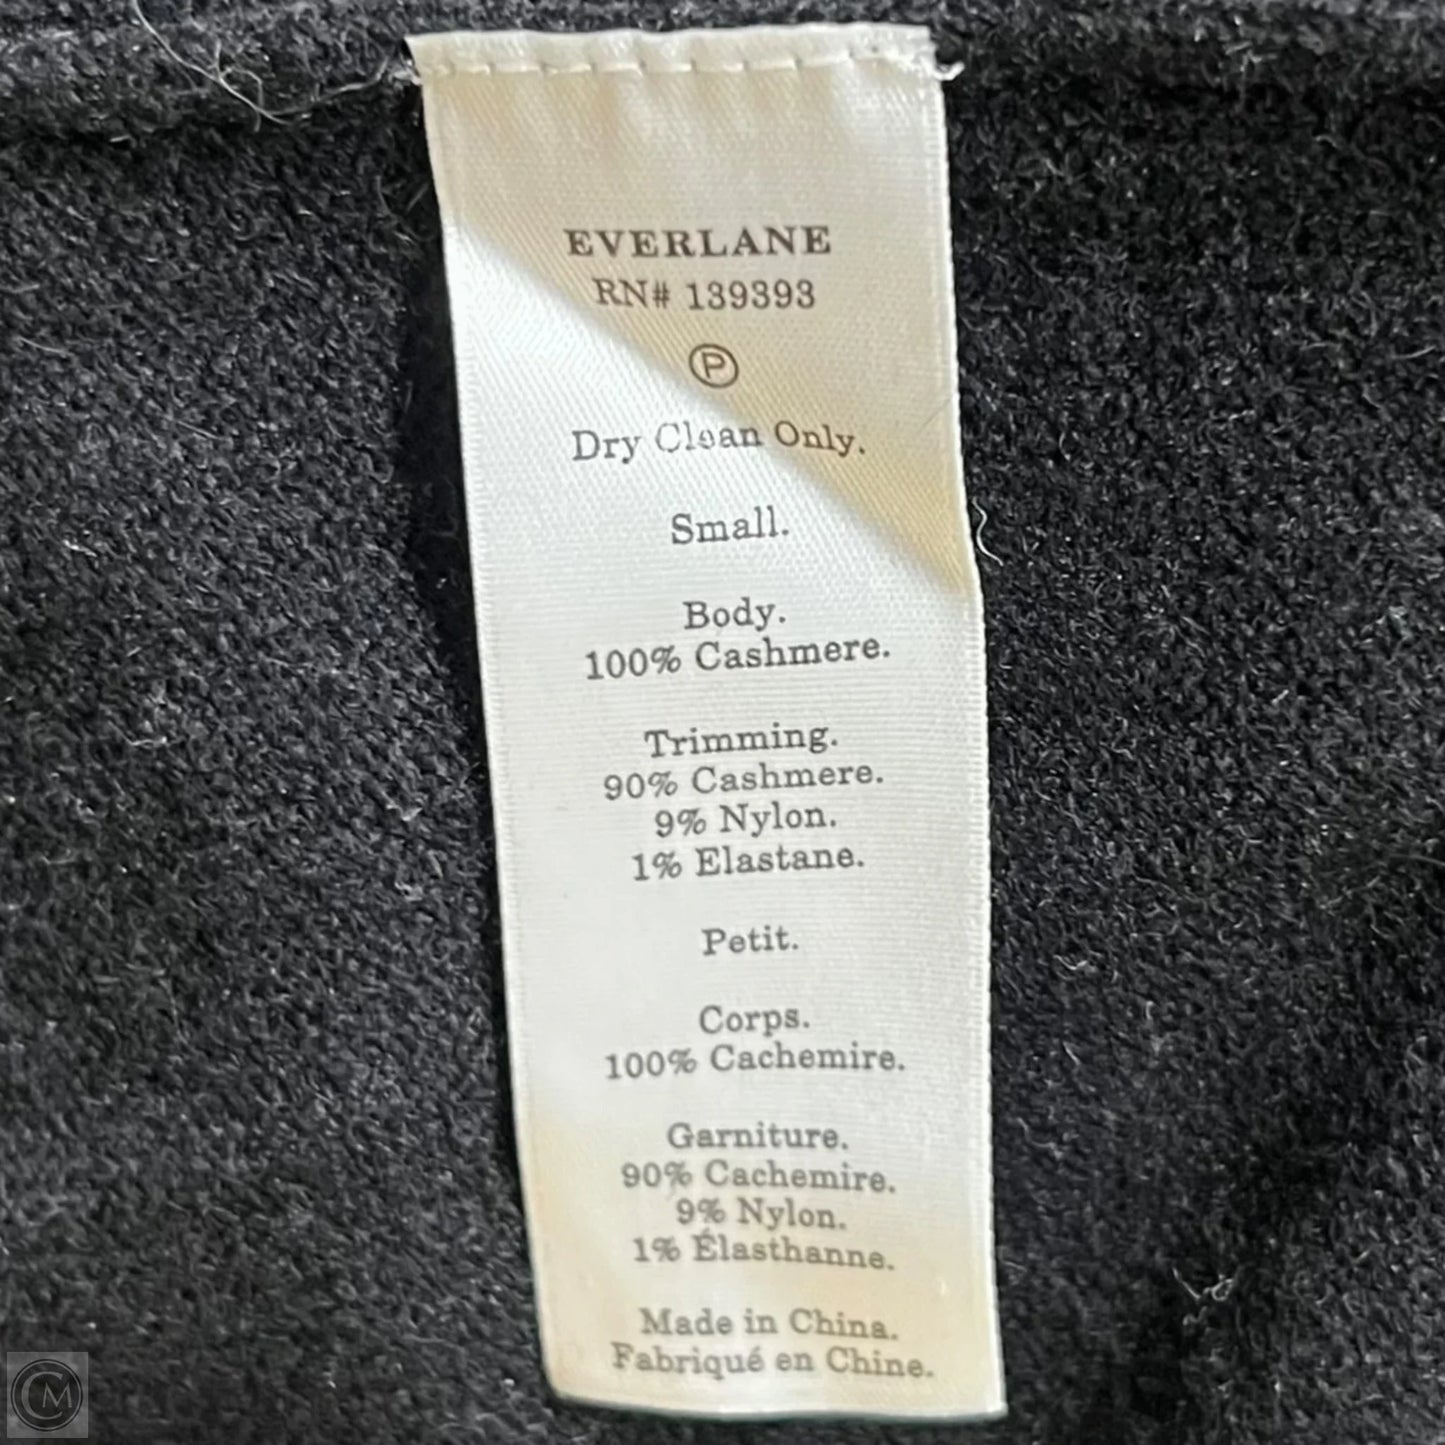 EVERLANE
RN# 139393
P
Dry Clean Only.
Small.
Body.
100% Cashmere.
Trimming.
90% Cashmere.
9% Nylon.
1% Elastane.
Petit.
Corps.
100% Cachemire.
Garniture.
90% Cachemire.
9% Nylon.
1% Élasthanne.
Made in China.
Fabriqué en Chine.
CM